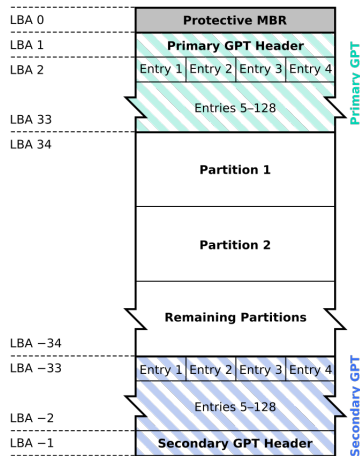 LBA 0
Protective MBR
LBA 1
Primary GPT Header
LBA 2
Entry 1 Entry 2 Entry 3 Entry 4
Entries 5–128
LBA 33
Primary GPT
LBA 34
Partition 1
Partition 2
Remaining Partitions
LBA −34
LBA −33
Entry 1 Entry 2 Entry 3 Entry 4
Entries 5–128
LBA −2
LBA −1
Secondary GPT Header
Secondary GPT